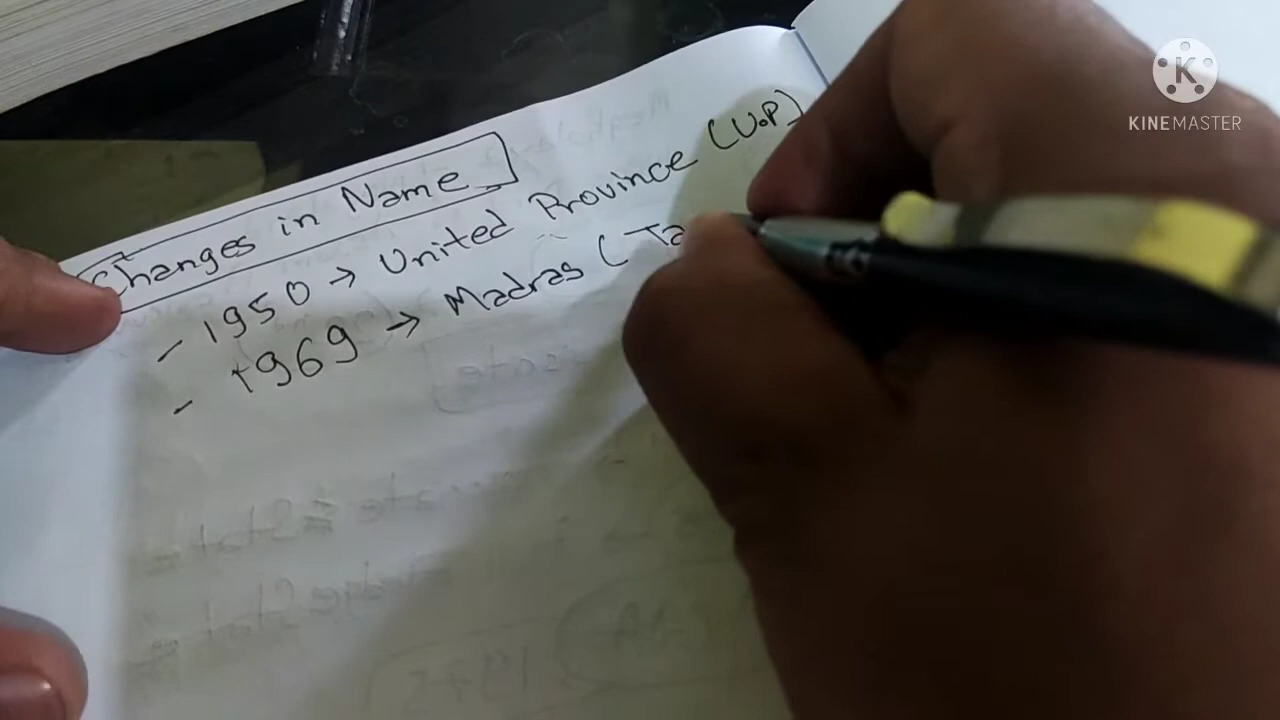 Changes in Name
- 1950 → United Province (U.P)
- 1969 → Madras ( Ta
K
KINEMASTER